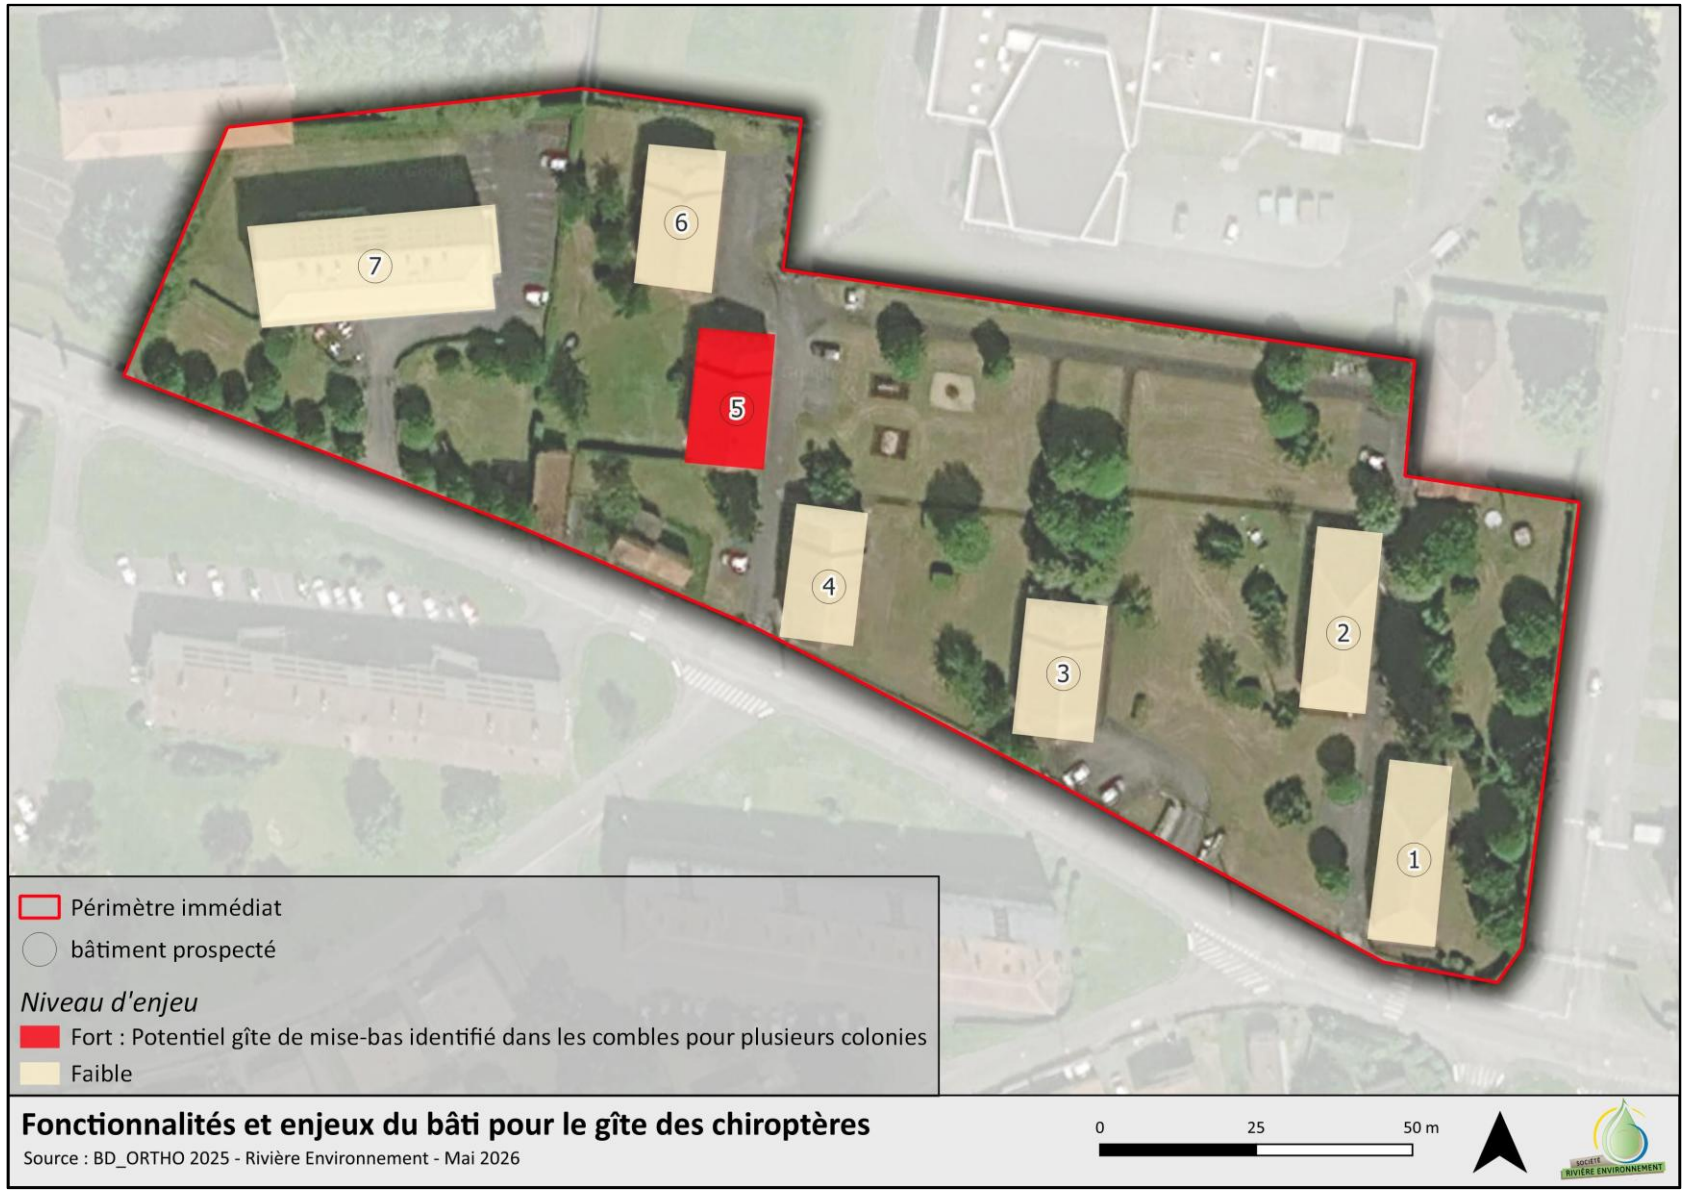 7
6
5
4
3
2
1
Périmètre immédiat
bâtiment prospecté
Niveau d'enjeu
Fort : Potentiel gîte de mise-bas identifié dans les combles pour plusieurs colonies
Faible
Fonctionnalités et enjeux du bâti pour le gîte des chiroptères
Source : BD_ORTHO 2025 - Rivière Environnement - Mai 2026
0 25 50 m
SOCIÉTÉ
RIVIÈRE ENVIRONNEMENT